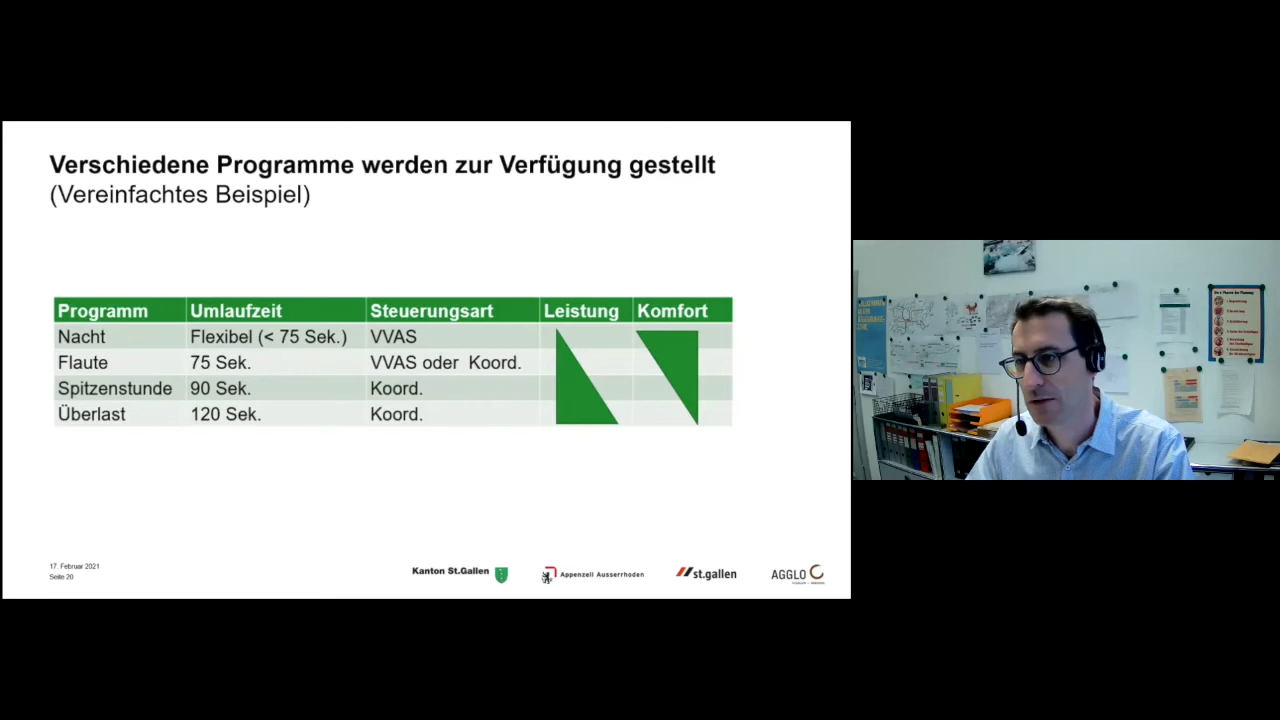 Verschiedene Programme werden zur Verfügung gestellt
(Vereinfachtes Beispiel)
Programm Umlaufzeit Steuerungsart Leistung Komfort
Nacht Flexibel (< 75 Sek.) VVAS
Flaute 75 Sek. VVAS oder Koord.
Spitzenstunde 90 Sek. Koord.
Überlast 120 Sek. Koord.
17. Februar 2021
Seite 20
Kanton St.Gallen
Appenzell Ausserrhoden
st.gallen
AGGLO